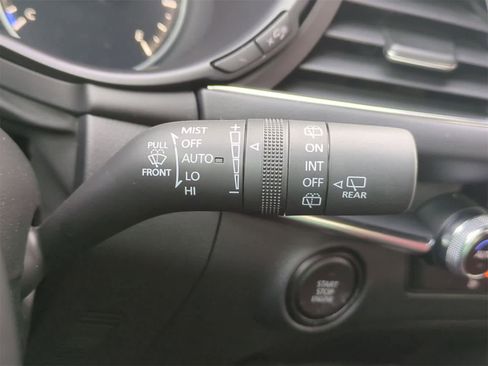 MIST
PULL
OFF
AUTO
FRONT
LO
HI
+
ON
INT
OFF
REAR
START
STOP
ENGINE